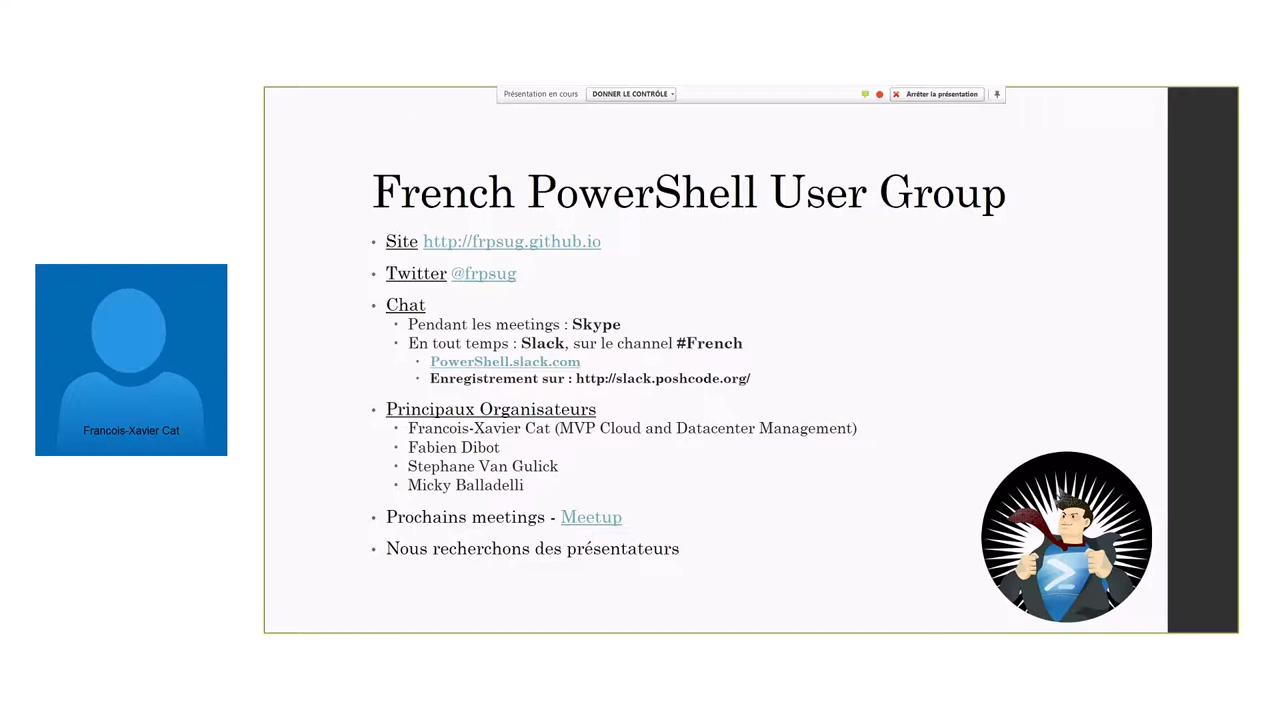 Présentation en cours DONNER LE CONTRÔLE Arrêter la présentation
French PowerShell User Group
• Site http://frpsug.github.io
• Twitter @frpsug
• Chat
• Pendant les meetings : Skype
• En tout temps : Slack, sur le channel #French
• PowerShell.slack.com
• Enregistrement sur : http://slack.poshcode.org/
• Principaux Organisateurs
• Francois-Xavier Cat (MVP Cloud and Datacenter Management)
• Fabien Dibot
• Stephane Van Gulick
• Micky Balladelli
• Prochains meetings - Meetup
• Nous recherchons des présentateurs
Francois-Xavier Cat